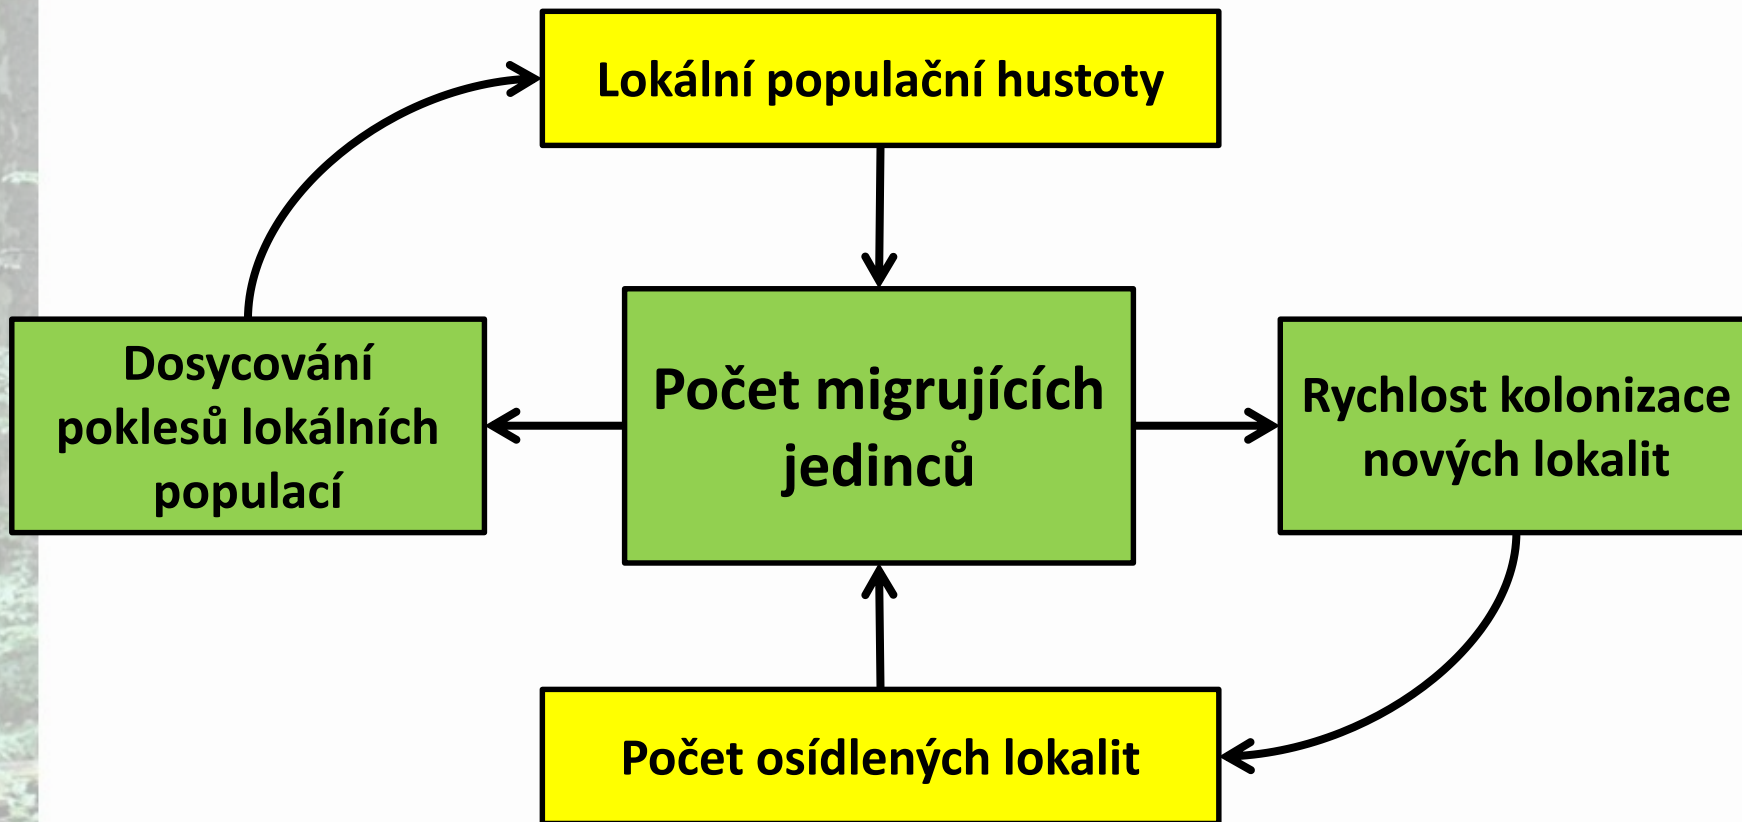 Lokální populační hustoty
Dosycování
poklesů lokálních
populací
Počet migrujících
jedinců
Rychlost kolonizace
nových lokalit
Počet osídlených lokalit